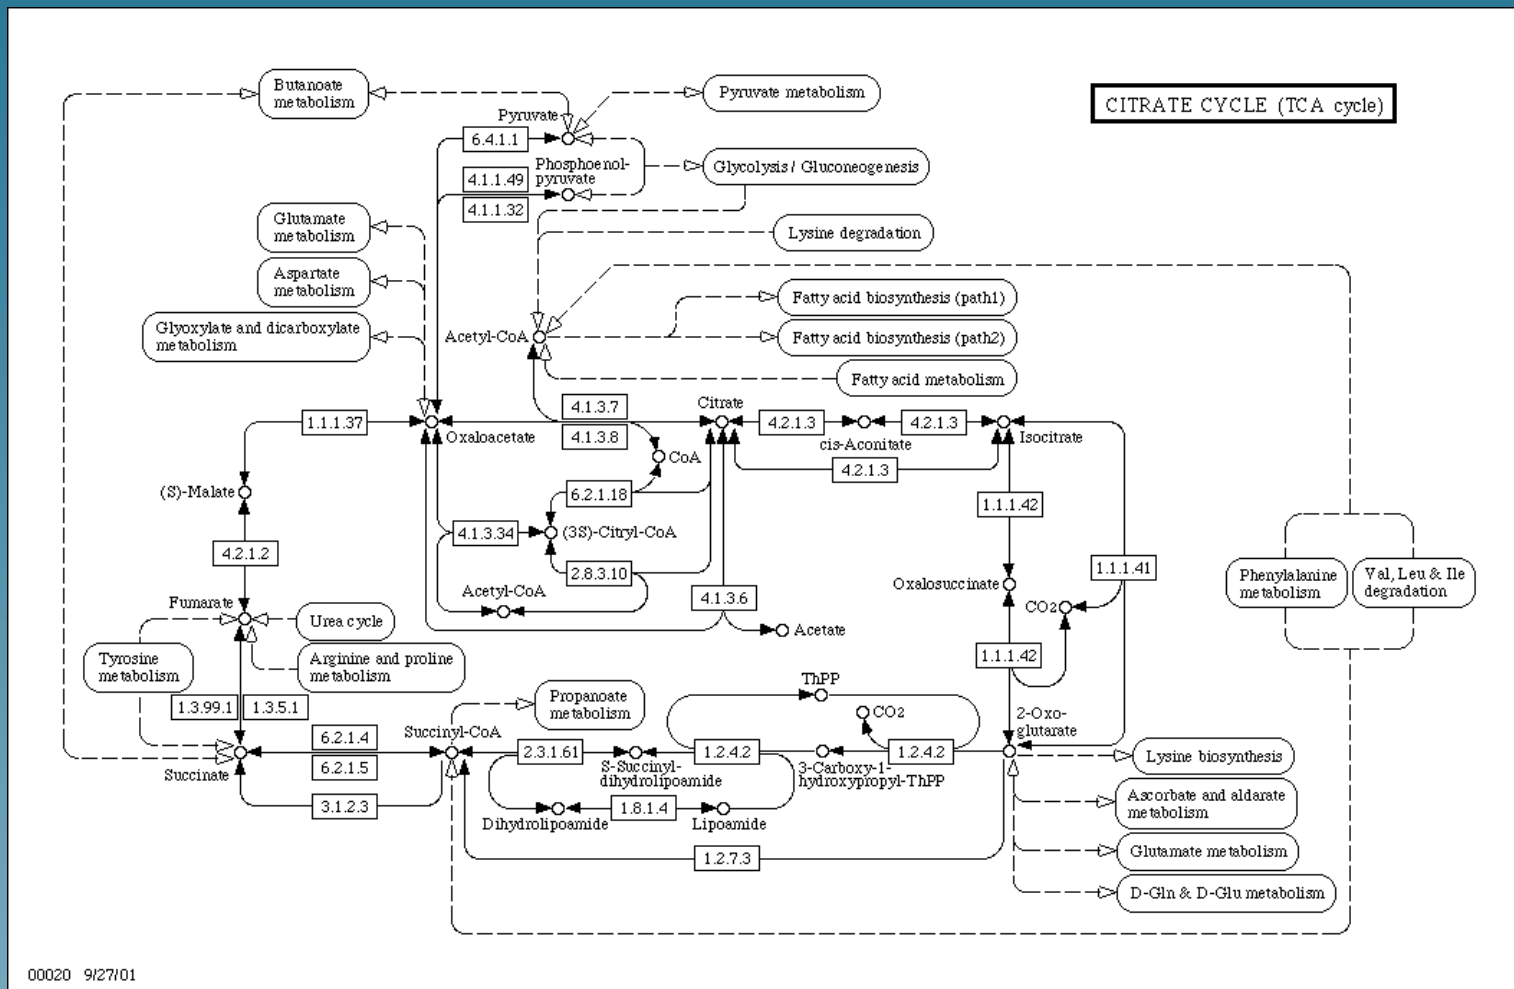 Butanoate
metabolism
Pyruvate metabolism
CITRATE CYCLE (TCA cycle)
Pyruvate
6.4.1.1
Phosphoenol-
pyruvate
Glycolysis / Gluconeogenesis
4.1.1.49
4.1.1.32
Glutamate
metabolism
Lysine degradation
Aspartate
metabolism
Fatty acid biosynthesis (path1)
Glyoxylate and dicarboxylate
metabolism
Acetyl-CoA
Fatty acid biosynthesis (path2)
Fatty acid metabolism
1.1.1.37
Oxaloacetate
4.1.3.7
4.1.3.8
Citrate
4.2.1.3
cis-Aconitate
4.2.1.3
Isocitrate
CoA
4.2.1.3
(S)-Malate
6.2.1.18
1.1.1.42
4.1.3.34
(3S)-Citryl-CoA
4.2.1.2
2.8.3.10
1.1.1.41
Oxalosuccinate
Phenylalanine
metabolism
Val, Leu & Ile
degradation
Acetyl-CoA
4.1.3.6
CO2
Fumarate
Urea cycle
Acetate
Tyrosine
metabolism
Arginine and proline
metabolism
1.1.1.42
1.3.99.1
1.3.5.1
Propanoate
metabolism
ThPP
CO2
2-Oxo-
glutarate
Succinyl-CoA
6.2.1.4
6.2.1.5
2.3.1.61
1.2.4.2
1.2.4.2
Lysine biosynthesis
Succinate
S-Succinyl-
dihydrolipoamide
3-Carboxy-1-
hydroxypropyl-ThPP
3.1.2.3
Dihydrolipoamide
1.8.1.4
Lipoamide
Ascorbate and aldarate
metabolism
1.2.7.3
Glutamate metabolism
D-Gln & D-Glu metabolism
00020 9/27/01